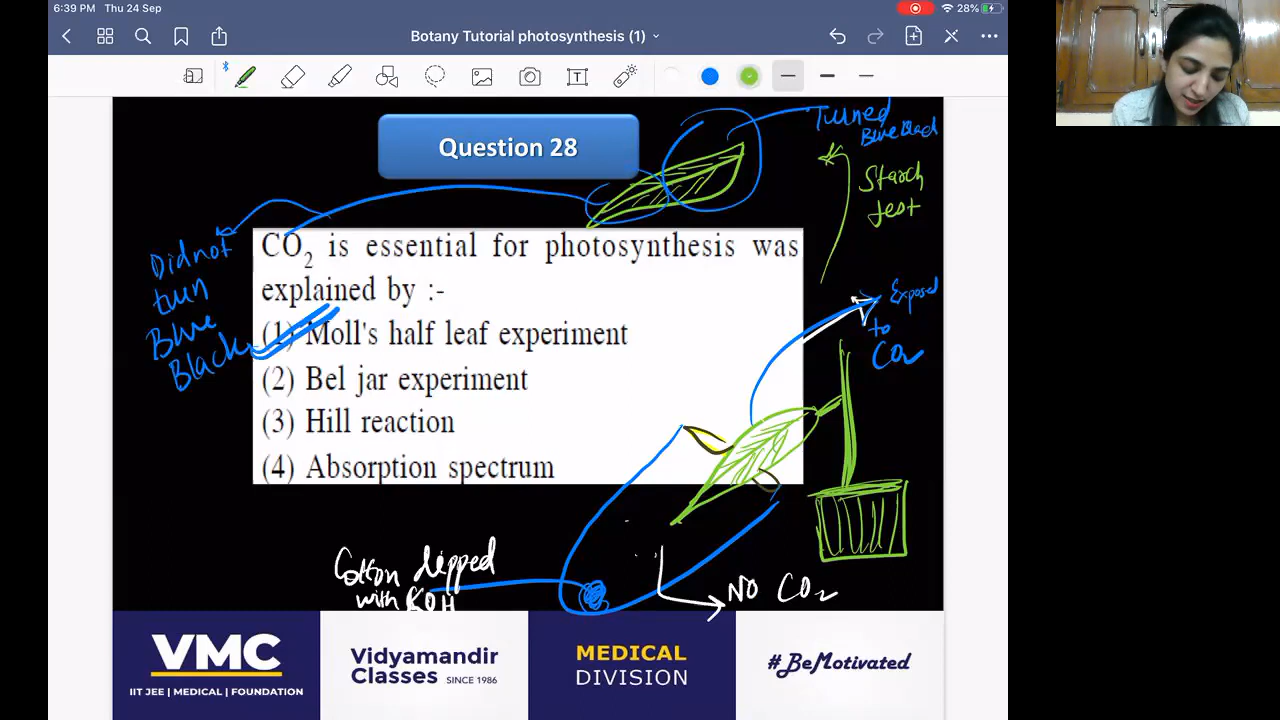 6:39 PM Thu 24 Sep
28%
Botany Tutorial photosynthesis (1)
Question 28
Turned
Blue Black
Starch
test
Did not
turn
Blue
Black
CO2 is essential for photosynthesis was
explained by :-
(1) Moll's half leaf experiment
(2) Bel jar experiment
(3) Hill reaction
(4) Absorption spectrum
Exposed
to
CO2
Cotton dipped
with KOH
NO CO2
VMC
IIT JEE | MEDICAL | FOUNDATION
Vidyamandir
Classes SINCE 1986
MEDICAL
DIVISION
#BeMotivated